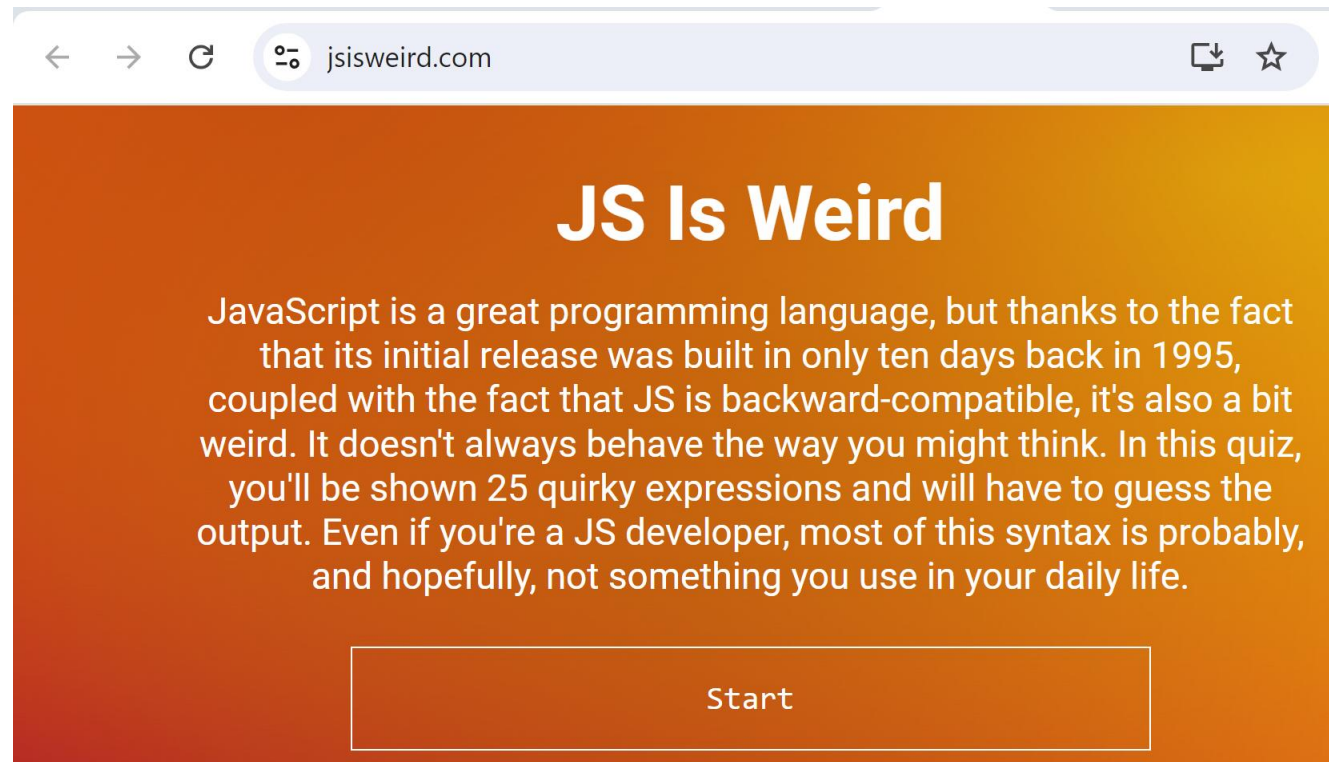 jsisweird.com
JS Is Weird
JavaScript is a great programming language, but thanks to the fact
that its initial release was built in only ten days back in 1995,
coupled with the fact that JS is backward-compatible, it's also a bit
weird. It doesn't always behave the way you might think. In this quiz,
you'll be shown 25 quirky expressions and will have to guess the
output. Even if you're a JS developer, most of this syntax is probably,
and hopefully, not something you use in your daily life.
Start